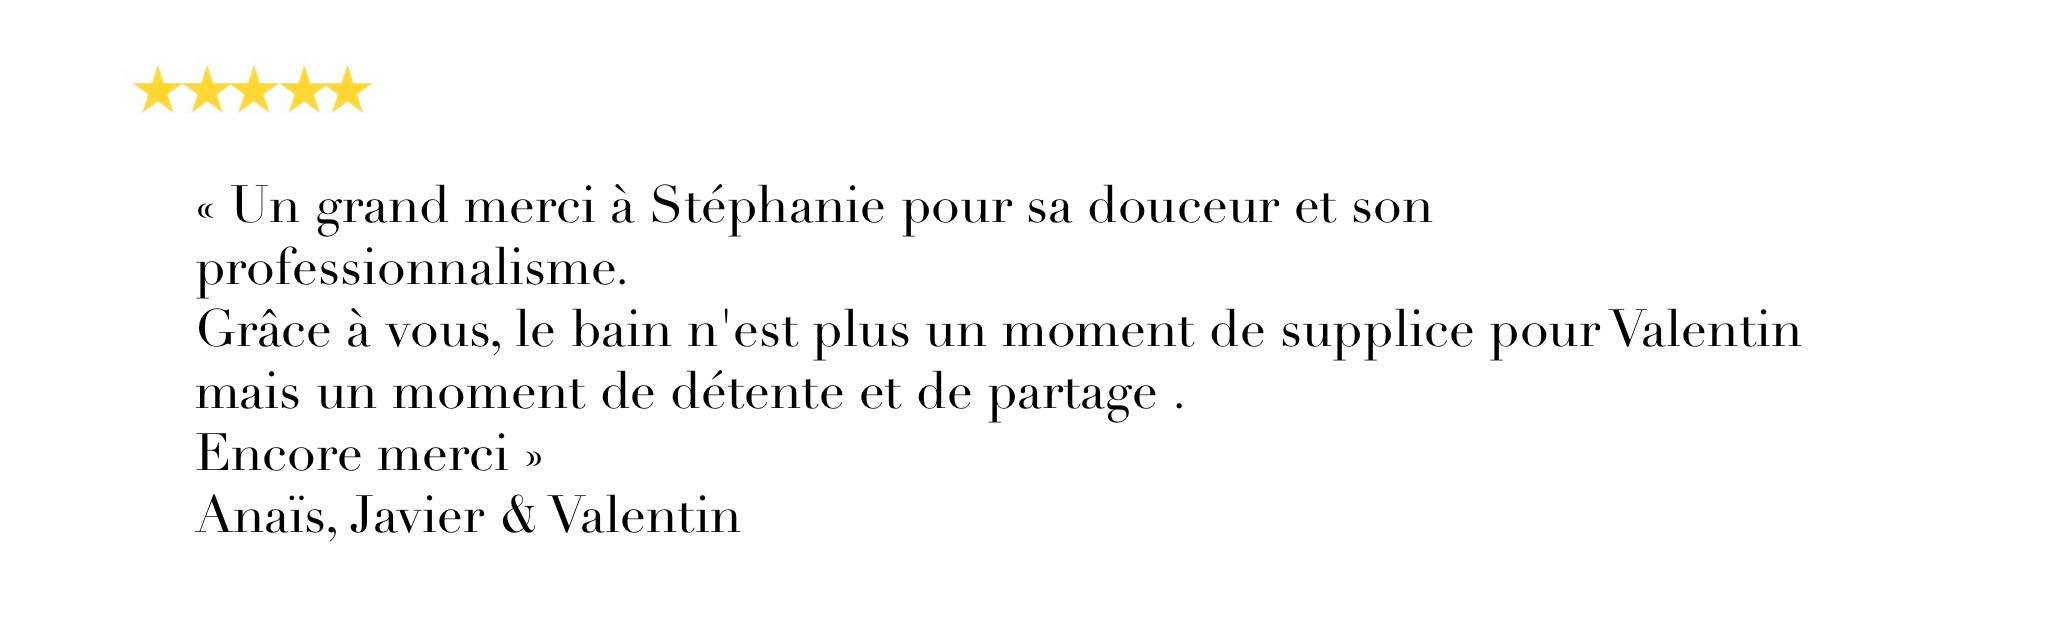 « Un grand merci à Stéphanie pour sa douceur et son
professionnalisme.
Grâce à vous, le bain n'est plus un moment de supplice pour Valentin
mais un moment de détente et de partage .
Encore merci »
Anaïs, Javier & Valentin